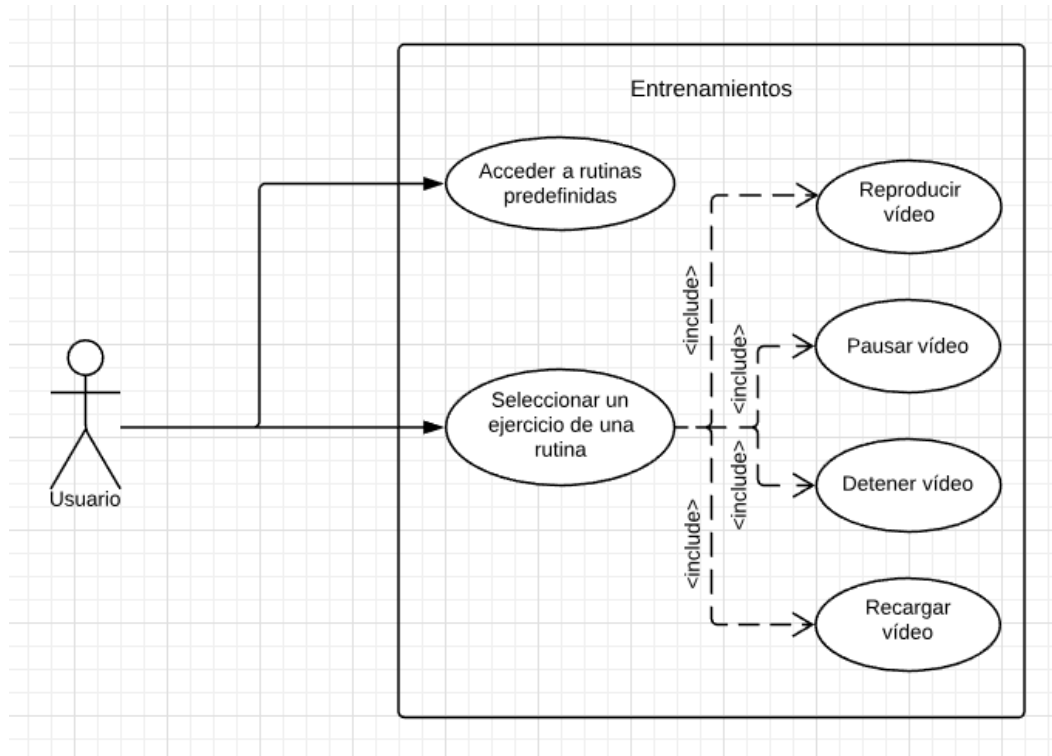 Entrenamientos
Acceder a rutinas
predefinidas
Reproducir
vídeo
<include>
Pausar vídeo
<include>
Seleccionar un
ejercicio de una
rutina
<include>
Detener vídeo
<include>
Usuario
Recargar
vídeo